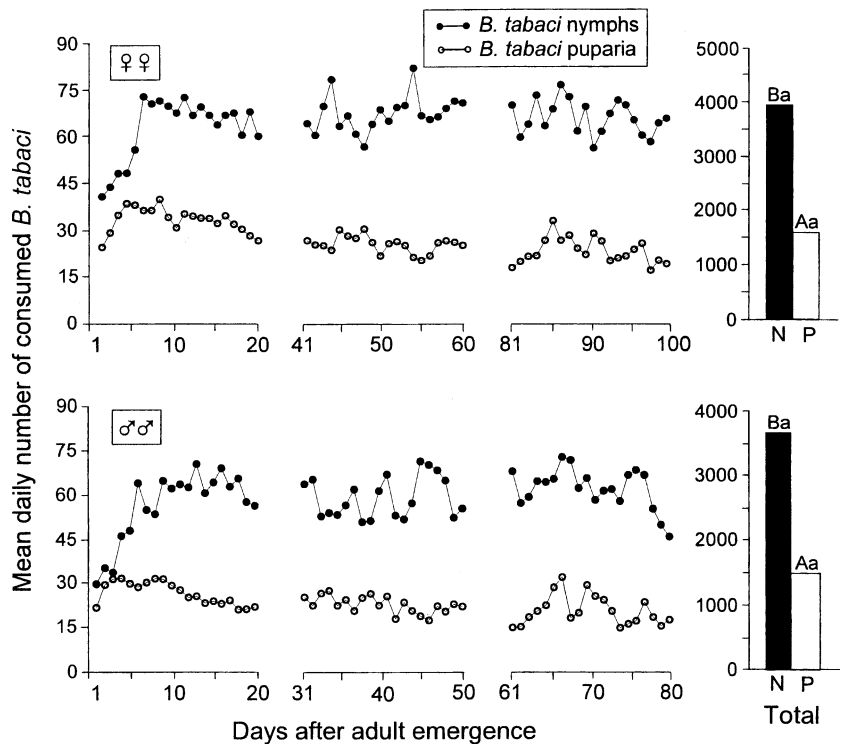 B. tabaci nymphs
B. tabaci puparia
Mean daily number of consumed B. tabaci
♀♀
90
75
60
45
30
15
0
1 10 20
41 50 60
81 90 100
5000
4000
3000
2000
1000
0
Ba
Aa
N P
♂♂
90
75
60
45
30
15
0
1 10 20
31 40 50
61 70 80
4000
3000
2000
1000
0
Ba
Aa
N P
Total
Days after adult emergence